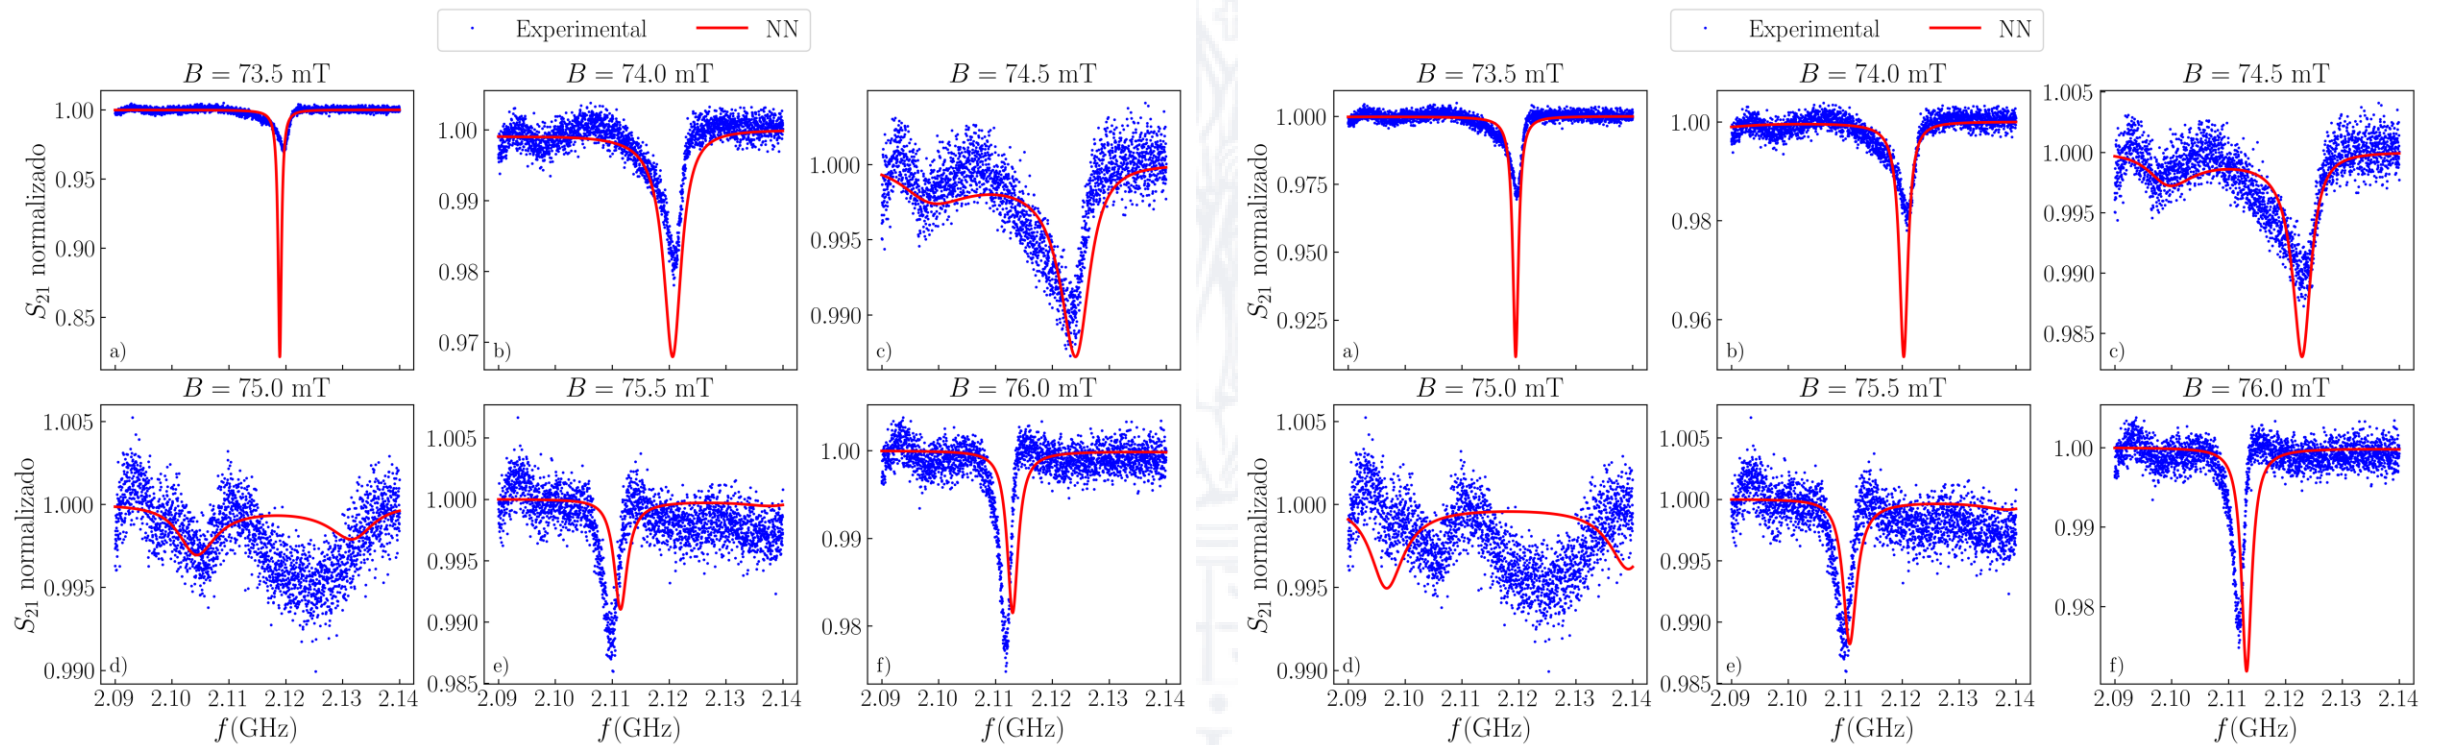 Experimental NN
B = 73.5 mT
B = 74.0 mT
B = 74.5 mT
S21 normalizado
1.00
0.95
0.90
0.85
a)
1.00
0.99
0.98
0.97
b)
1.000
0.995
0.990
c)
B = 75.0 mT
B = 75.5 mT
B = 76.0 mT
S21 normalizado
1.005
1.000
0.995
0.990
d)
2.09 2.10 2.11 2.12 2.13 2.14
f(GHz)
1.005
1.000
0.995
0.990
0.985
e)
2.09 2.10 2.11 2.12 2.13 2.14
f(GHz)
1.00
0.99
0.98
f)
2.09 2.10 2.11 2.12 2.13 2.14
f(GHz)
Experimental NN
B = 73.5 mT
B = 74.0 mT
B = 74.5 mT
S21 normalizado
1.000
0.975
0.950
0.925
a)
1.00
0.98
0.96
b)
1.005
1.000
0.995
0.990
0.985
c)
B = 75.0 mT
B = 75.5 mT
B = 76.0 mT
S21 normalizado
1.005
1.000
0.995
0.990
d)
2.09 2.10 2.11 2.12 2.13 2.14
f(GHz)
1.005
1.000
0.995
0.990
0.985
e)
2.09 2.10 2.11 2.12 2.13 2.14
f(GHz)
1.00
0.99
0.98
f)
2.09 2.10 2.11 2.12 2.13 2.14
f(GHz)